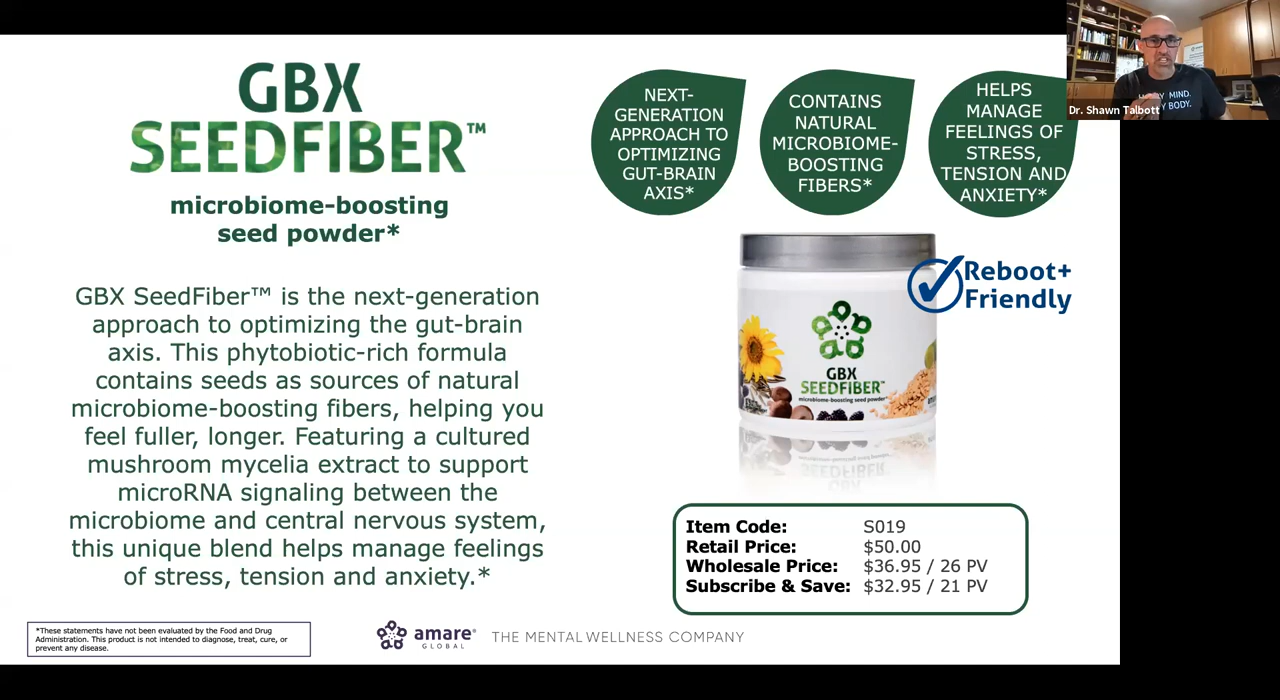 GBX
SEEDFIBER™
microbiome-boosting
seed powder*
GBX SeedFiber™ is the next-generation
approach to optimizing the gut-brain
axis. This phytobiotic-rich formula
contains seeds as sources of natural
microbiome-boosting fibers, helping you
feel fuller, longer. Featuring a cultured
mushroom mycelia extract to support
microRNA signaling between the
microbiome and central nervous system,
this unique blend helps manage feelings
of stress, tension and anxiety.*
NEXT-
GENERATION
APPROACH TO
OPTIMIZING
GUT-BRAIN
AXIS*
CONTAINS
NATURAL
MICROBIOME-
BOOSTING
FIBERS*
HELPS
MANAGE
FEELINGS OF
STRESS,
TENSION AND
ANXIETY*
Dr. Shawn Talbott
MIND.
BODY.
Reboot+
Friendly
GBX
SEEDFIBER™
microbiome-boosting seed powder*
Item Code: S019
Retail Price: $50.00
Wholesale Price: $36.95 / 26 PV
Subscribe & Save: $32.95 / 21 PV
*These statements have not been evaluated by the Food and Drug
Administration. This product is not intended to diagnose, treat, cure, or
prevent any disease.
amare®
GLOBAL
THE MENTAL WELLNESS COMPANY